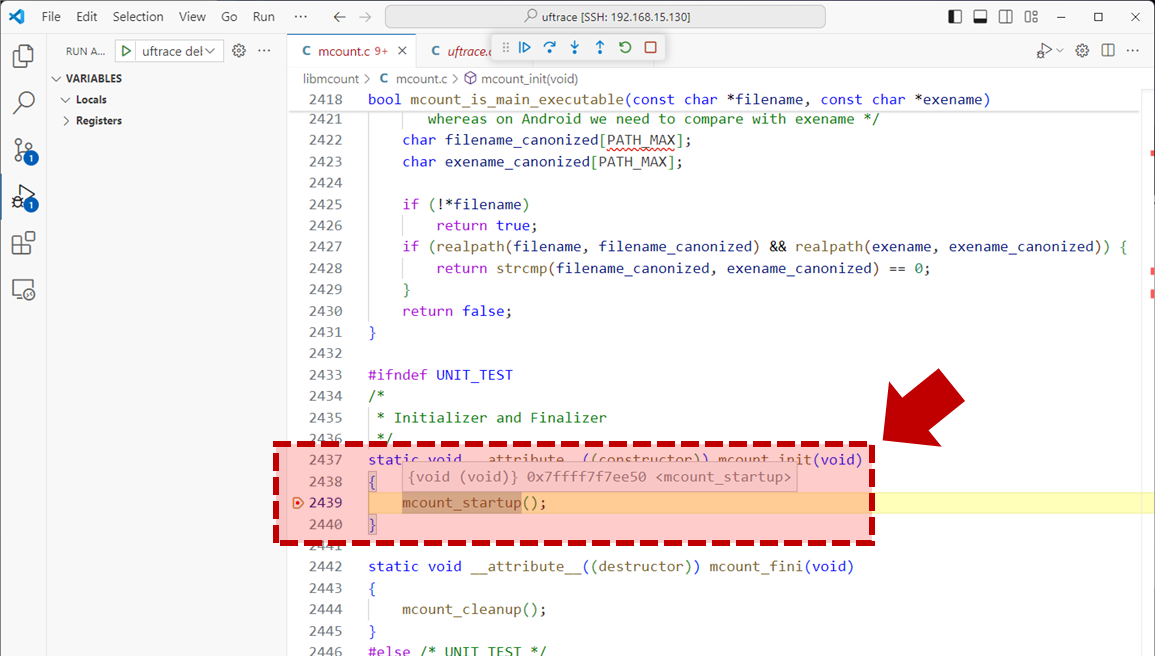 File Edit Selection View Go Run ··· uftrace [SSH: 192.168.15.130]
RUN A... uftrace del ···
mcount.c 9+
uftrace.c
VARIABLES
Locals
Registers
1
1
libmcount > C mcount.c > mcount_init(void)
2418 bool mcount_is_main_executable(const char *filename, const char *exename)
2421 whereas on Android we need to compare with exename */
2422 char filename_canonized[PATH_MAX];
2423 char exename_canonized[PATH_MAX];
2424
2425 if (!*filename)
2426 return true;
2427 if (realpath(filename, filename_canonized) && realpath(exename, exename_canonized)) {
2428 return strcmp(filename_canonized, exename_canonized) == 0;
2429 }
2430 return false;
2431 }
2432
2433 #ifndef UNIT_TEST
2434 /*
2435 * Initializer and Finalizer
2436 */
2437 static void __attribute__((constructor)) mcount_init(void)
{void (void)} 0x7ffff7f7ee50 <mcount_startup>
2438 {
2439 mcount_startup();
2440 }
2441
2442 static void __attribute__((destructor)) mcount_fini(void)
2443 {
2444 mcount_cleanup();
2445 }
2446 #else /* UNIT_TEST */